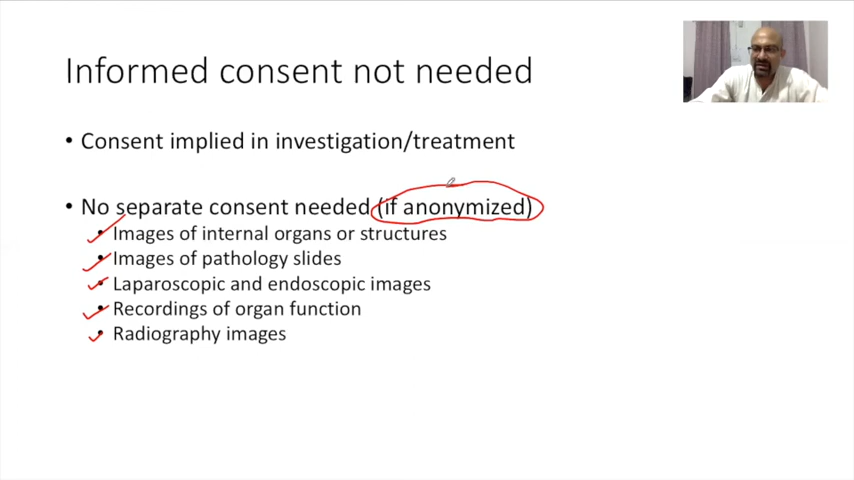 Informed consent not needed
• Consent implied in investigation/treatment
• No separate consent needed (if anonymized)
• Images of internal organs or structures
• Images of pathology slides
• Laparoscopic and endoscopic images
• Recordings of organ function
• Radiography images